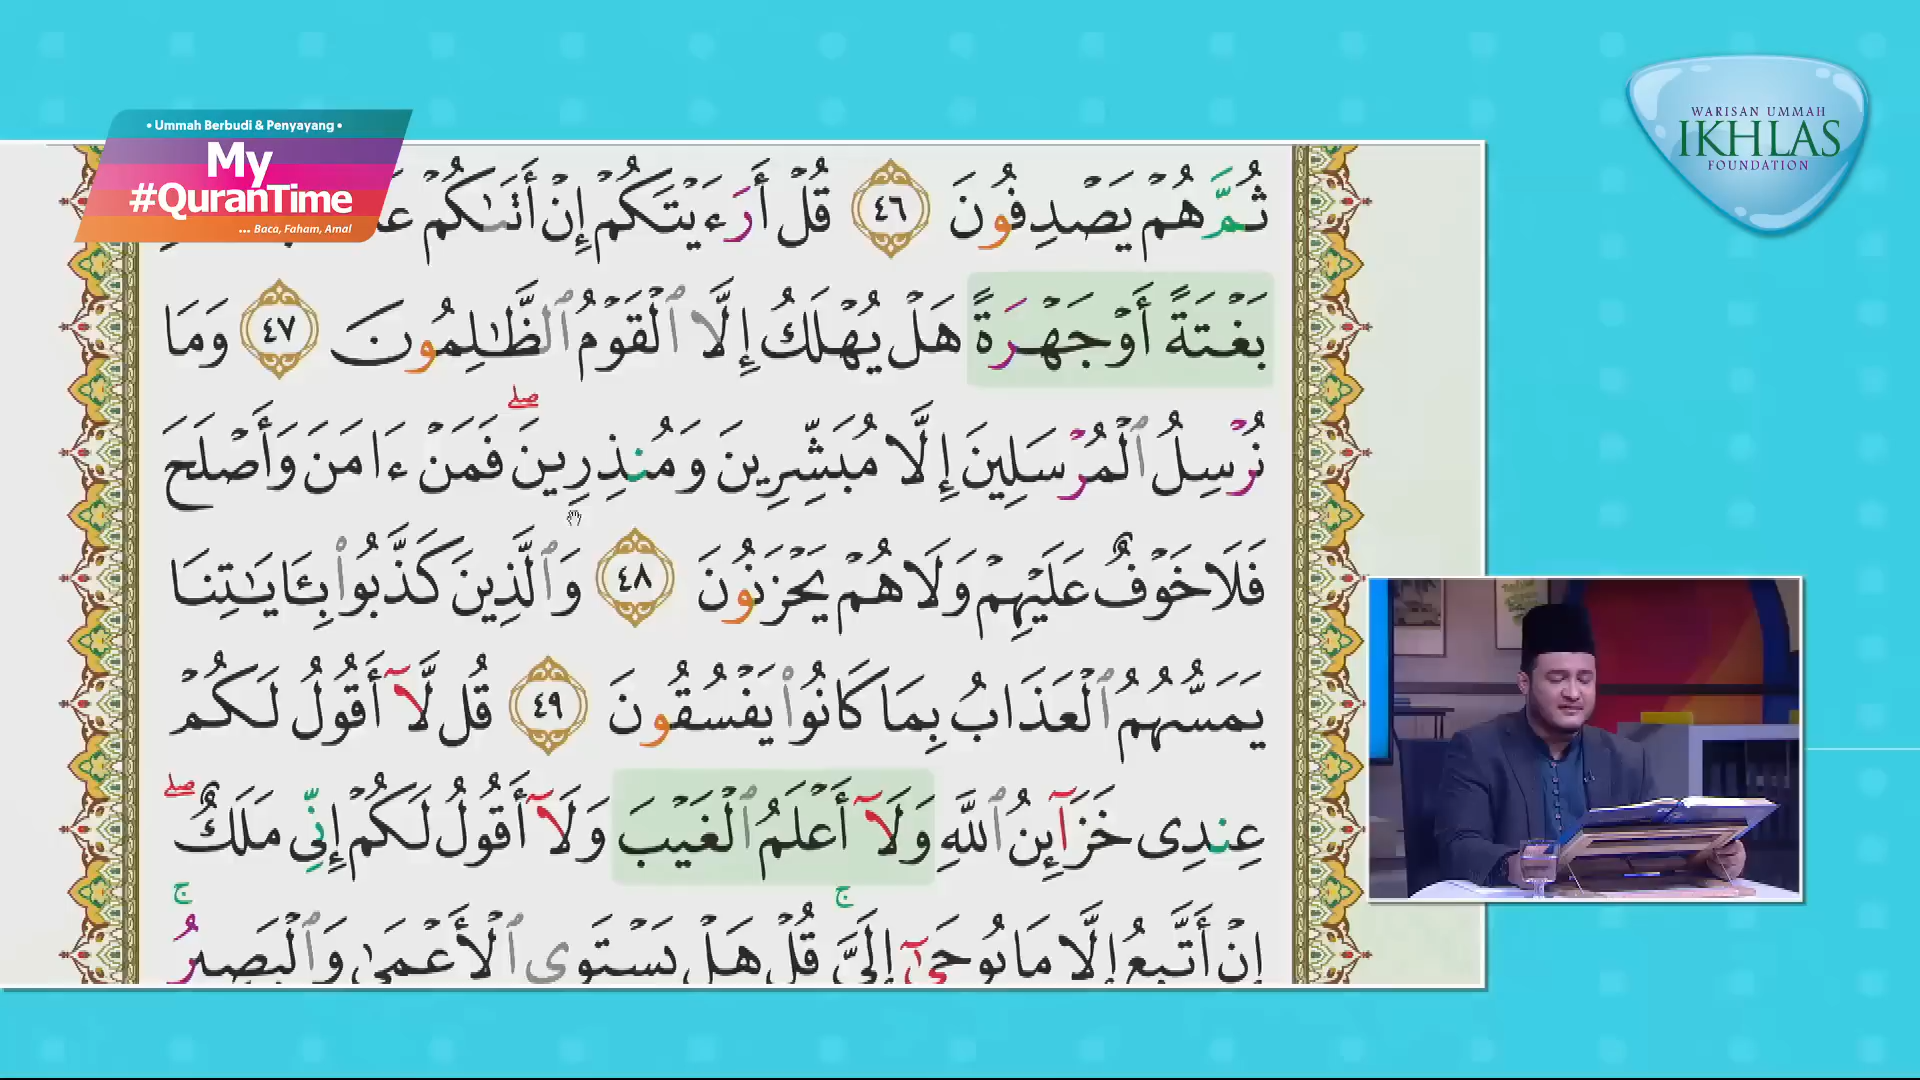 • Ummah Berbudi & Penyayang •
My
#QuranTime
... Baca, Faham, Amal
WARISAN UMMAH
IKHLAS
FOUNDATION
ثُمَّ هُمْ يَصْدِفُونَ ٤٦ قُلْ أَرَءَيْتَكُمْ إِنْ أَتَىٰكُمْ
بَغْتَةً أَوْ جَهْرَةً هَلْ يُهْلَكُ إِلَّا ٱلْقَوْمُ ٱلظَّـٰلِمُونَ ٤٧ وَمَا
نُرْسِلُ ٱلْمُرْسَلِينَ إِلَّا مُبَشِّرِينَ وَمُنذِرِينَ ۖ فَمَنْ ءَامَنَ وَأَصْلَحَ
فَلَا خَوْفٌ عَلَيْهِمْ وَلَا هُمْ يَحْزَنُونَ ٤٨ وَٱلَّذِينَ كَذَّبُوا۟ بِـَٔايَـٰتِنَا
يَمَسُّهُمُ ٱلْعَذَابُ بِمَا كَانُوا۟ يَفْسُقُونَ ٤٩ قُل لَّآ أَقُولُ لَكُمْ
عِندِى خَزَآئِنُ ٱللَّهِ وَلَآ أَعْلَمُ ٱلْغَيْبَ وَلَآ أَقُولُ لَكُمْ إِنِّى مَلَكٌ ۖ
إِنْ أَتَّبِعُ إِلَّا مَا يُوحَىٰٓ إِلَىَّ ۚ قُلْ هَلْ يَسْتَوِى ٱلْأَعْمَىٰ وَٱلْبَصِيرُ ۚ